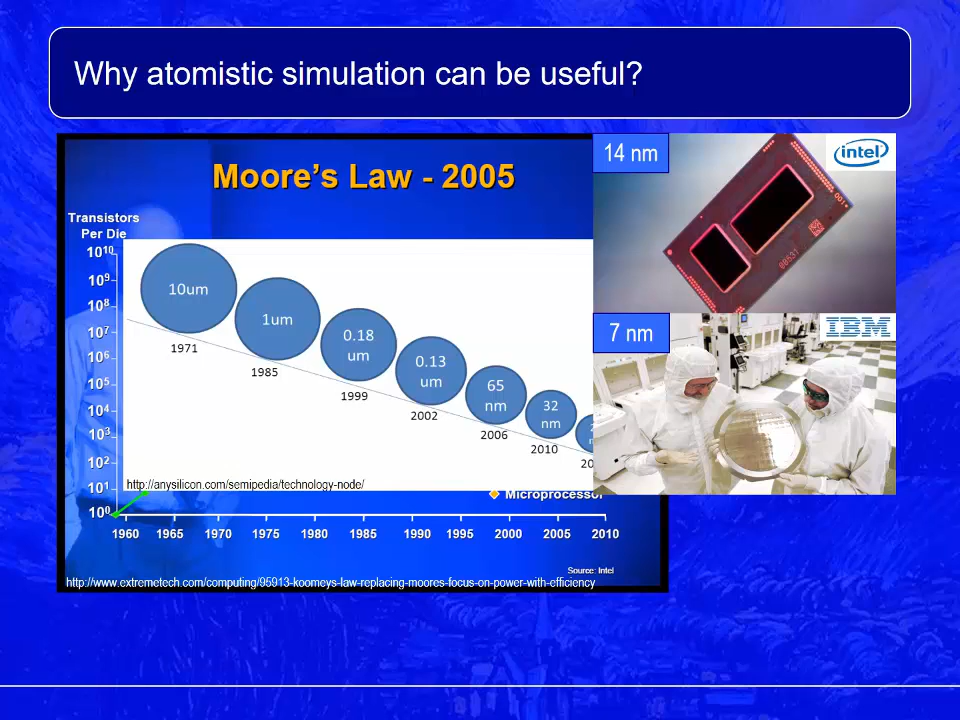 Why atomistic simulation can be useful?
Moore's Law - 2005
Transistors
Per Die
10¹⁰
10⁹
10⁸
10⁷
10⁶
10⁵
10⁴
10³
10²
10¹
10⁰
10um
1um
0.18
um
0.13
um
65
nm
32
nm
1971
1985
1999
2002
2006
2010
http://anysilicon.com/semipedia/technology-node/
Microprocessor
1960 1965 1970 1975 1980 1985 1990 1995 2000 2005 2010
Source: Intel
http://www.extremetech.com/computing/95913-koomeys-law-replacing-moores-focus-on-power-with-efficiency
14 nm
intel
001
7 nm
IBM